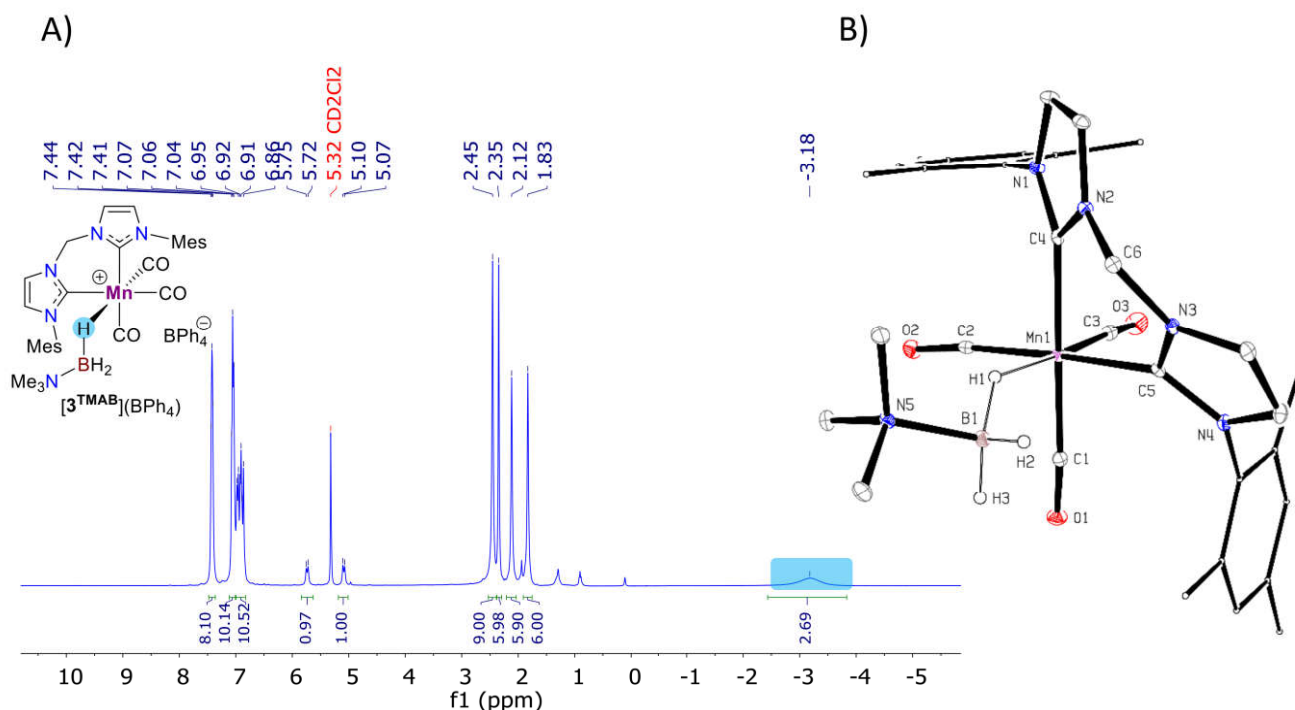 A)
B)
7.44
7.42
7.41
7.07
7.06
7.04
6.95
6.92
6.91
6.86
5.75
5.72
5.32 CD2Cl2
5.10
5.07
2.45
2.35
2.12
1.83
-3.18
N
N
N
N
Mes
CO
CO
CO
⊕
Mn
H
Mes
BPh4 ⊖
Me3N
BH2
[3TMAB](BPh4)
8.10
10.14
10.52
0.97
1.00
9.00
5.98
5.90
6.00
2.69
10 9 8 7 6 5 4 3 2 1 0 -1 -2 -3 -4 -5
f1 (ppm)
N1
N2
C4
C6
O3
N3
C3
O2
C2
Mn1
H1
C5
N5
B1
N4
H2
C1
H3
O1